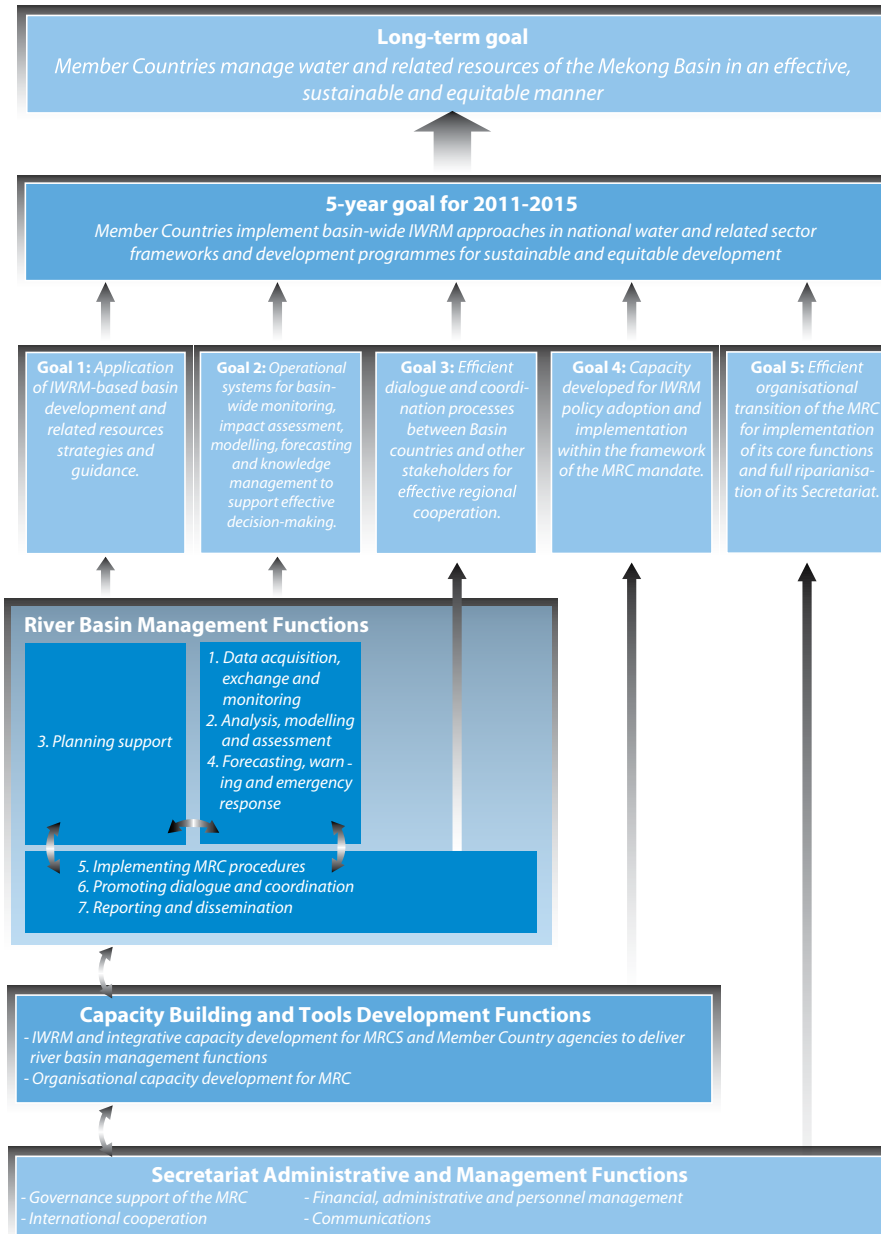 Long-term goal
Member Countries manage water and related resources of the Mekong Basin in an effective,
sustainable and equitable manner
5-year goal for 2011-2015
Member Countries implement basin-wide IWRM approaches in national water and related sector
frameworks and development programmes for sustainable and equitable development
Goal 1: Application
of IWRM-based basin
development and
related resources
strategies and
guidance.
Goal 2: Operational
systems for basin-
wide monitoring,
impact assessment,
modelling, forecasting
and knowledge
management to
support effective
decision-making.
Goal 3: Efficient
dialogue and coordi-
nation processes
between Basin
countries and other
stakeholders for
effective regional
cooperation.
Goal 4: Capacity
developed for IWRM
policy adoption and
implementation
within the framework
of the MRC mandate.
Goal 5: Efficient
organisational
transition of the MRC
for implementation
of its core functions
and full riparianisa-
tion of its Secretariat.
River Basin Management Functions
3. Planning support
1. Data acquisition,
exchange and
monitoring
2. Analysis, modelling
and assessment
4. Forecasting, warn-
ing and emergency
response
5. Implementing MRC procedures
6. Promoting dialogue and coordination
7. Reporting and dissemination
Capacity Building and Tools Development Functions
- IWRM and integrative capacity development for MRCS and Member Country agencies to deliver
river basin management functions
- Organisational capacity development for MRC
Secretariat Administrative and Management Functions
- Governance support of the MRC
- International cooperation
- Financial, administrative and personnel management
- Communications